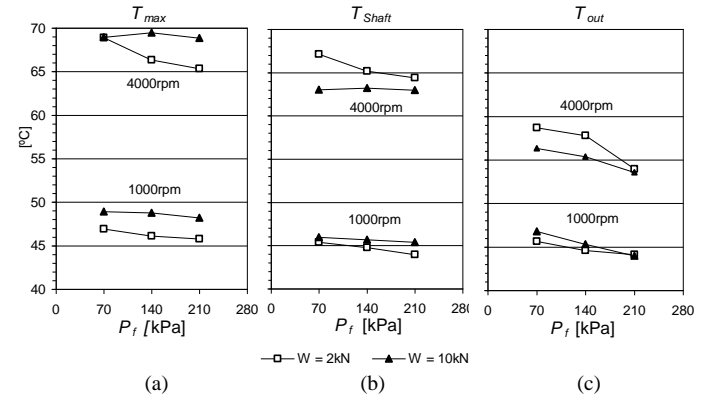 T max
T Shaft
T out
70
65
60
55
50
45
40
[ºC]
4000rpm
1000rpm
4000rpm
1000rpm
4000rpm
1000rpm
0 70 140 210 280
0 70 140 210 280
0 70 140 210 280
P f [kPa]
P f [kPa]
P f [kPa]
W = 2kN W = 10kN
(a) (b) (c)